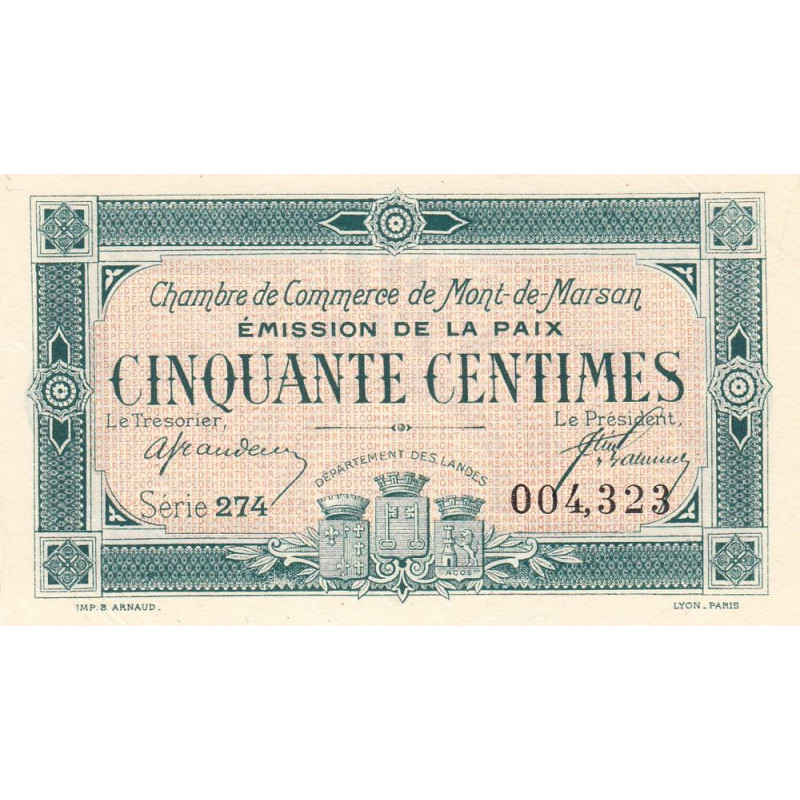 Chambre de Commerce de Mont-de-Marsan
ÉMISSION DE LA PAIX
CINQUANTE CENTIMES
Le Trésorier,
Le Président,
DÉPARTEMENT DES LANDES
Série 274
004,323
ACQS
IMP. B. ARNAUD.
LYON. PARIS